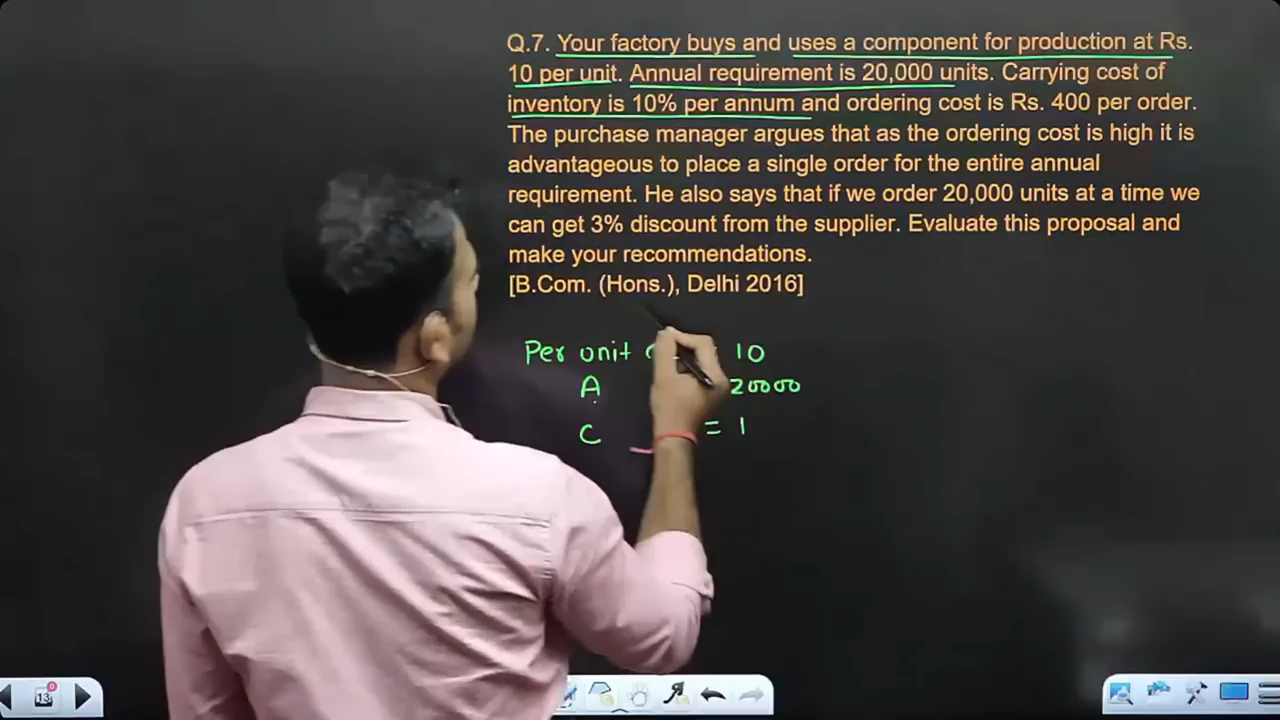 Q.7. Your factory buys and uses a component for production at Rs.
10 per unit. Annual requirement is 20,000 units. Carrying cost of
inventory is 10% per annum and ordering cost is Rs. 400 per order.
The purchase manager argues that as the ordering cost is high it is
advantageous to place a single order for the entire annual
requirement. He also says that if we order 20,000 units at a time we
can get 3% discount from the supplier. Evaluate this proposal and
make your recommendations.
[B.Com. (Hons.), Delhi 2016]
Per unit 10
A 20000
C = 1
13